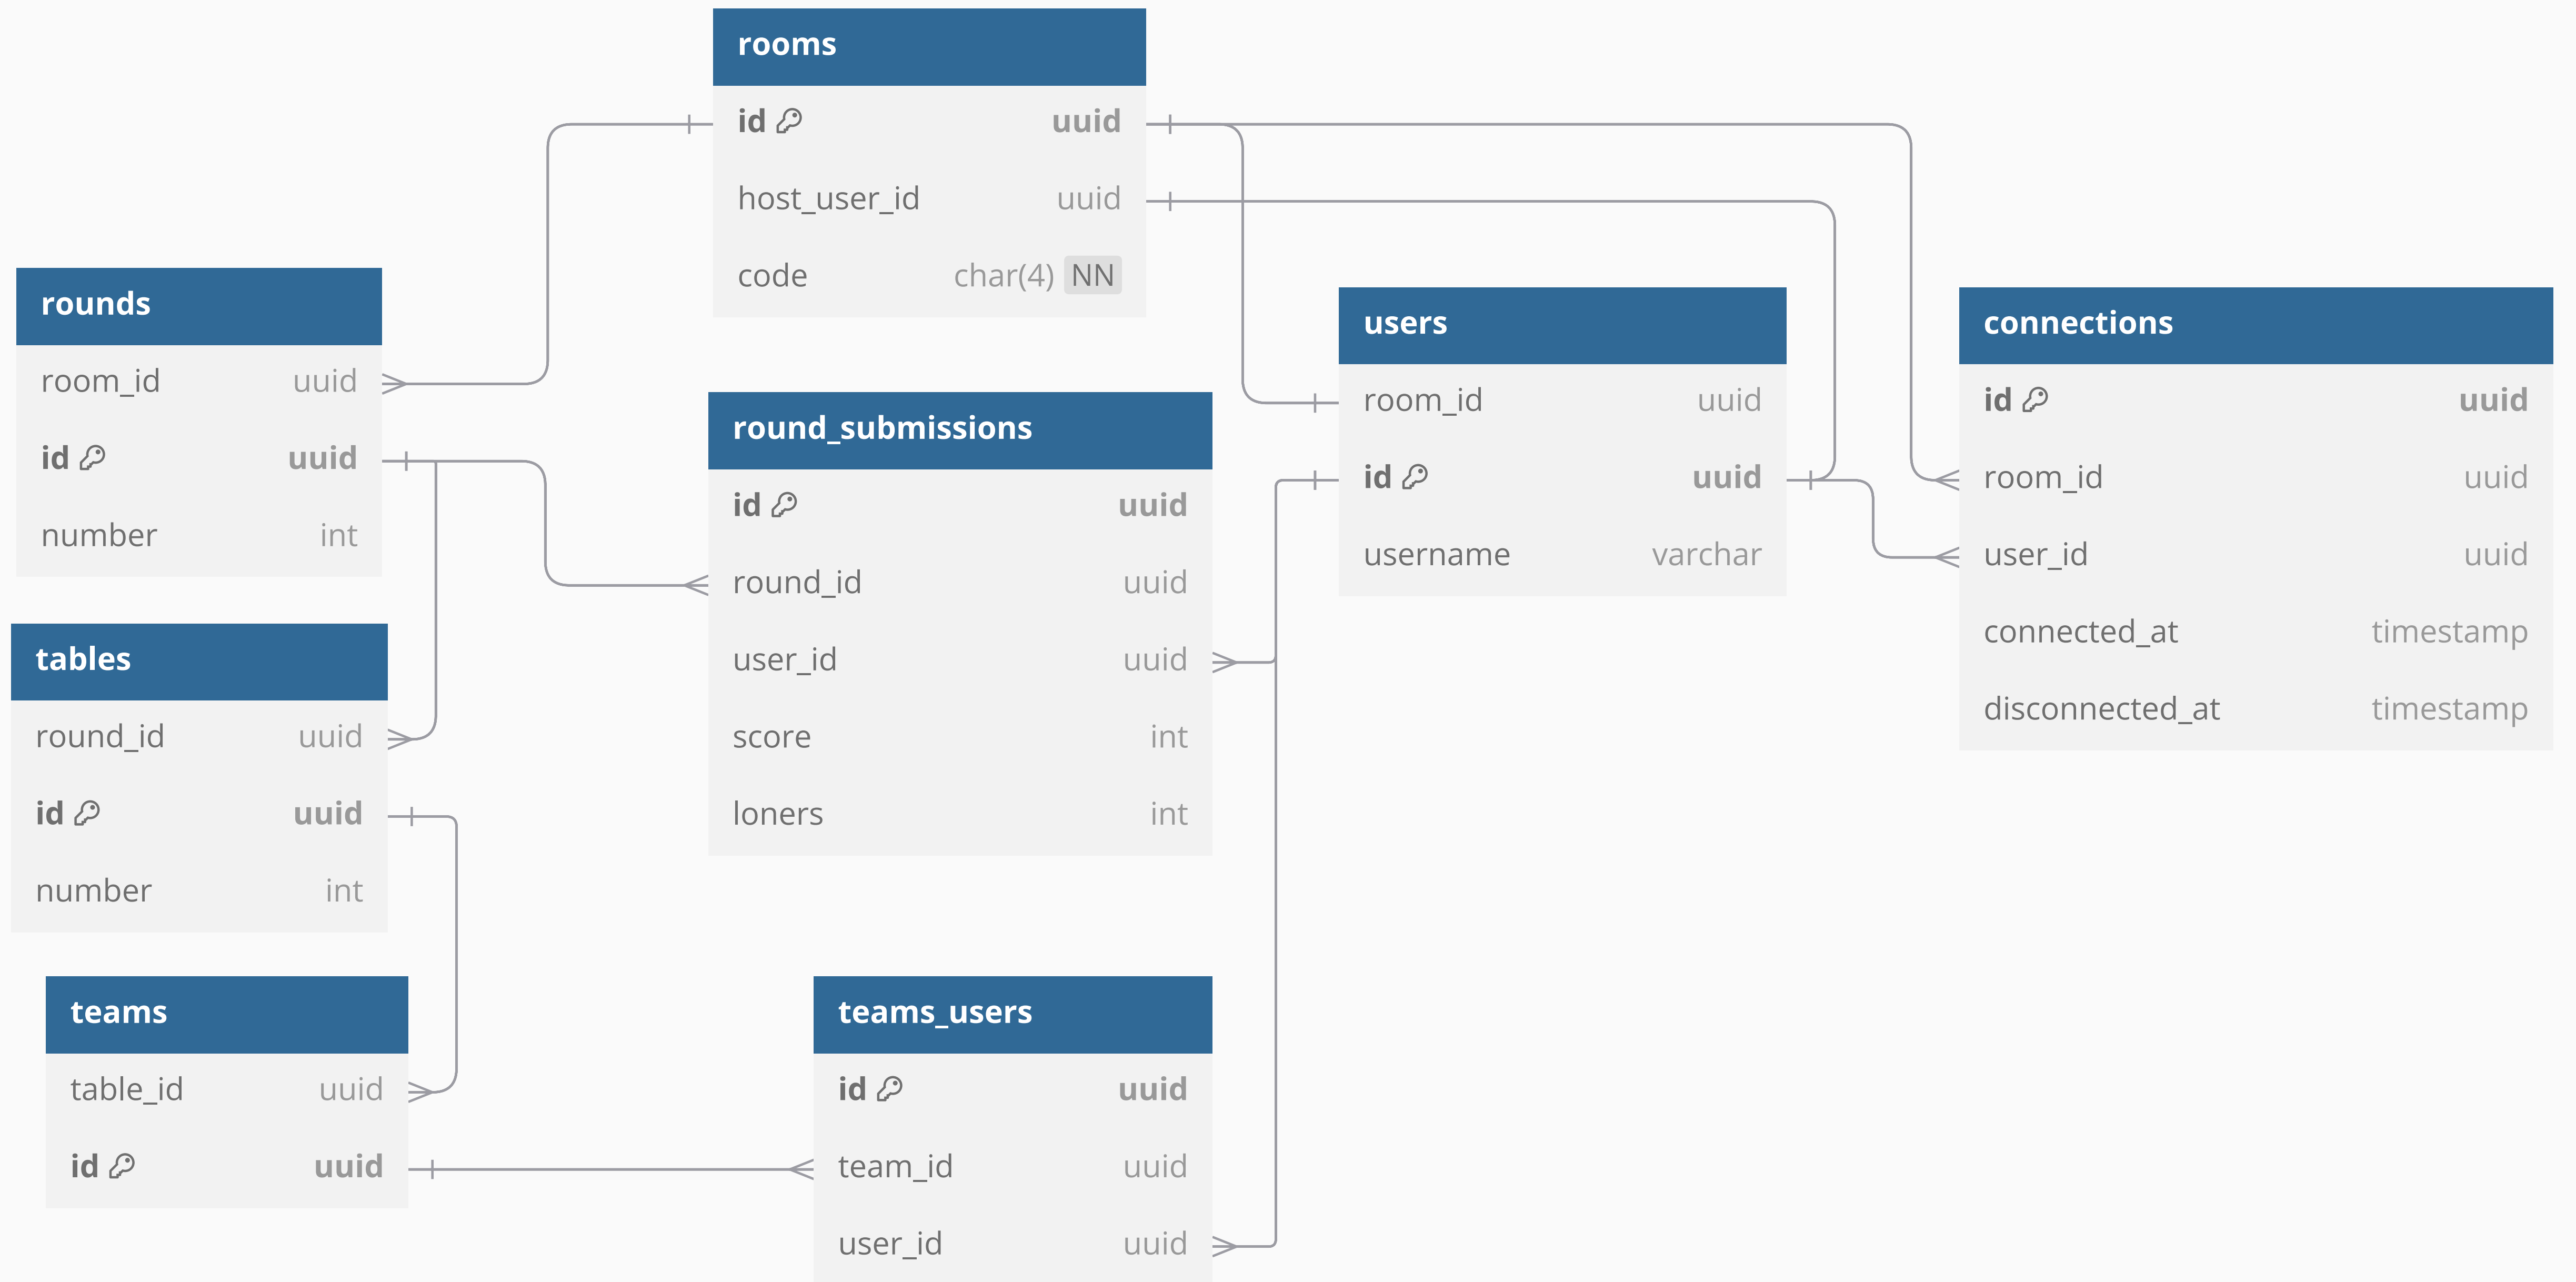 rooms
id uuid
host_user_id uuid
code char(4) NN
rounds
room_id uuid
id uuid
number int
users
room_id uuid
id uuid
username varchar
connections
id uuid
room_id uuid
user_id uuid
connected_at timestamp
disconnected_at timestamp
round_submissions
id uuid
round_id uuid
user_id uuid
score int
loners int
tables
round_id uuid
id uuid
number int
teams
table_id uuid
id uuid
teams_users
id uuid
team_id uuid
user_id uuid